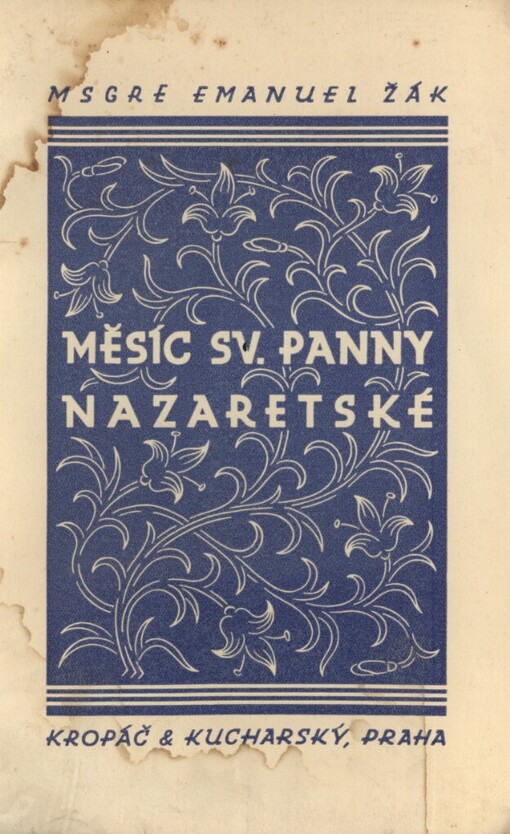 MSGRE EMANUEL ŽÁK
MĚSÍC SV. PANNY
NAZARETSKÉ
KROPÁČ & KUCHARSKÝ, PRAHA